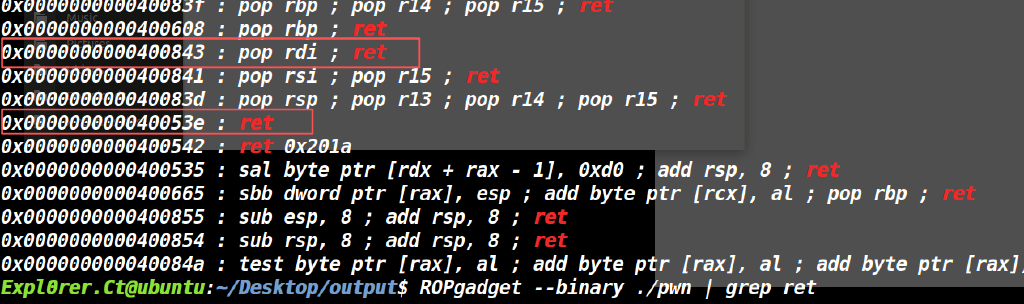 0x000000000040083f : pop rbp ; pop r14 ; pop r15 ; ret
0x0000000000400608 : pop rbp ; ret
0x0000000000400843 : pop rdi ; ret
0x0000000000400841 : pop rsi ; pop r15 ; ret
0x000000000040083d : pop rsp ; pop r13 ; pop r14 ; pop r15 ; ret
0x000000000040053e : ret
0x0000000000400542 : ret 0x201a
0x0000000000400535 : sal byte ptr [rdx + rax - 1], 0xd0 ; add rsp, 8 ; ret
0x0000000000400665 : sbb dword ptr [rax], esp ; add byte ptr [rcx], al ; pop rbp ; ret
0x0000000000400855 : sub esp, 8 ; add rsp, 8 ; ret
0x0000000000400854 : sub rsp, 8 ; add rsp, 8 ; ret
0x000000000040084a : test byte ptr [rax], al ; add byte ptr [rax], al ; add byte ptr [rax]
Expl0rer.Ct@ubuntu:~/Desktop/output$ ROPgadget --binary ./pwn | grep ret